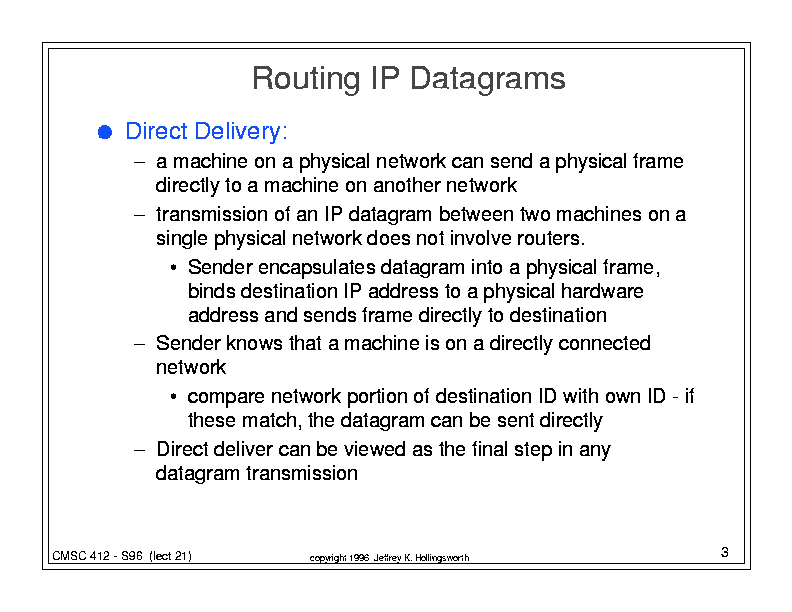 Routing IP Datagrams
● Direct Delivery:
– a machine on a physical network can send a physical frame
directly to a machine on another network
– transmission of an IP datagram between two machines on a
single physical network does not involve routers.
• Sender encapsulates datagram into a physical frame,
binds destination IP address to a physical hardware
address and sends frame directly to destination
– Sender knows that a machine is on a directly connected
network
• compare network portion of destination ID with own ID - if
these match, the datagram can be sent directly
– Direct deliver can be viewed as the final step in any
datagram transmission
CMSC 412 - S96 (lect 21)
copyright 1996 Jeffrey K. Hollingsworth
3